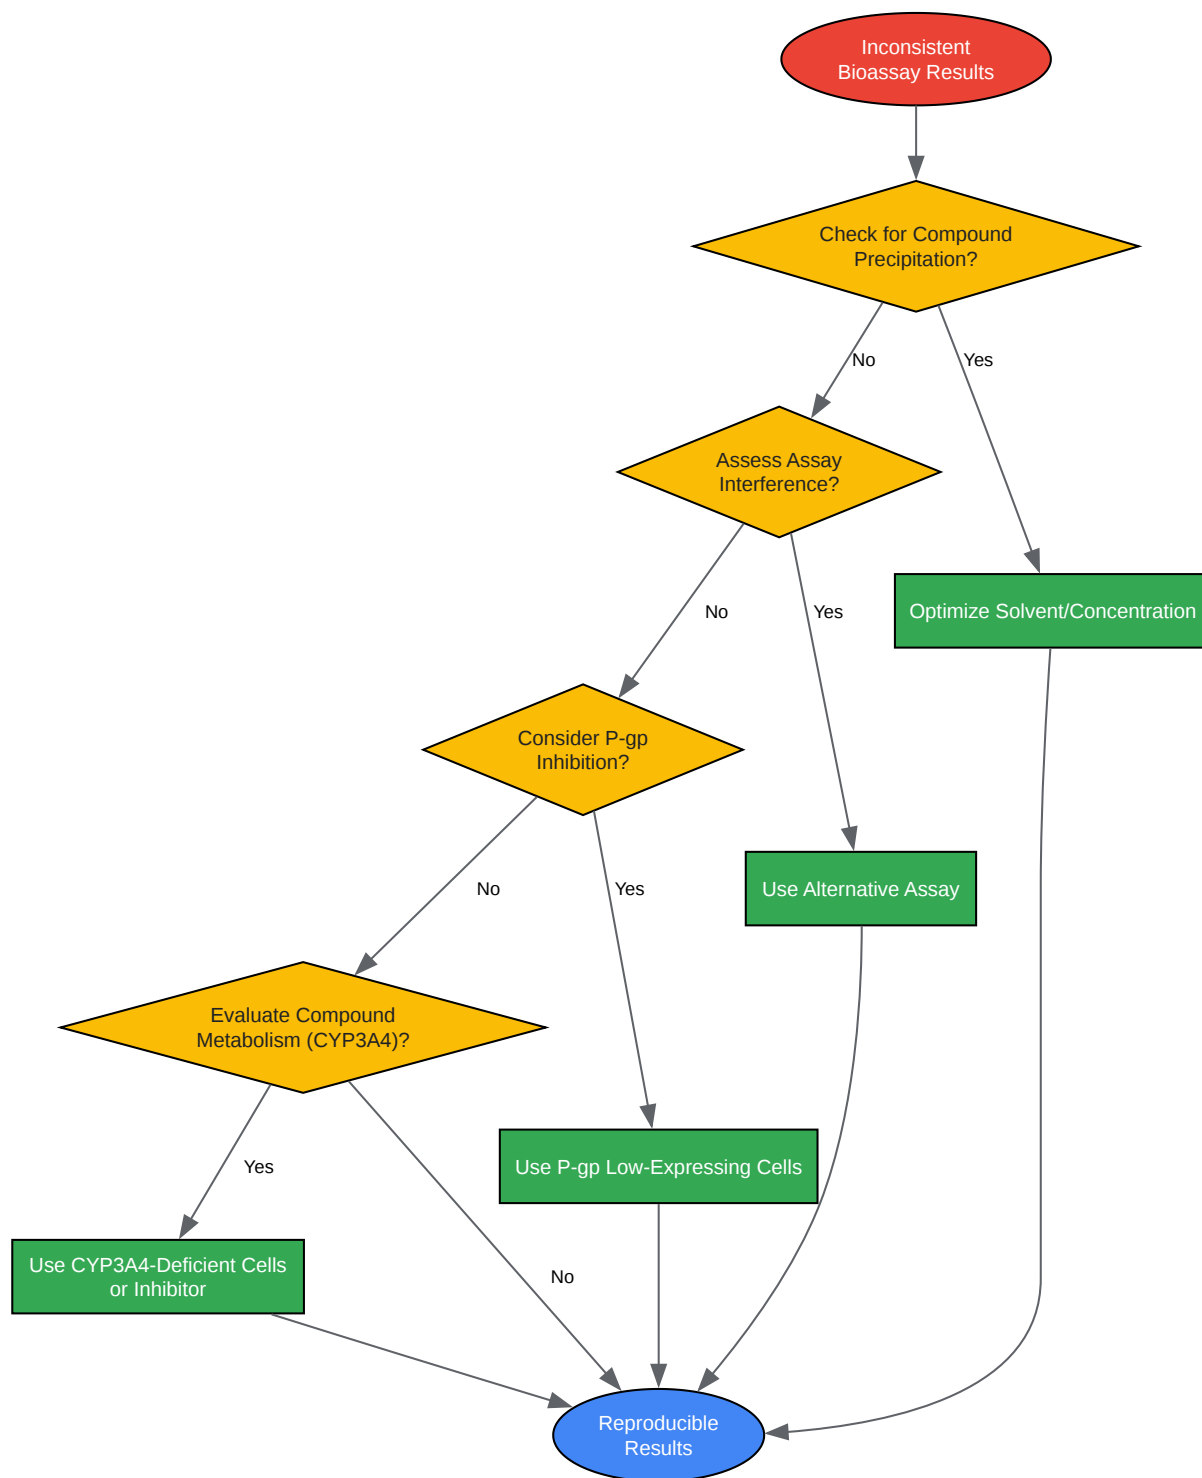 Inconsistent
Bioassay Results
Check for Compound
Precipitation?
No
Yes
Assess Assay
Interference?
No
Yes
Optimize Solvent/Concentration
Consider P-gp
Inhibition?
No
Yes
Use Alternative Assay
Evaluate Compound
Metabolism (CYP3A4)?
Yes
No
Use P-gp Low-Expressing Cells
Use CYP3A4-Deficient Cells
or Inhibitor
Reproducible
Results